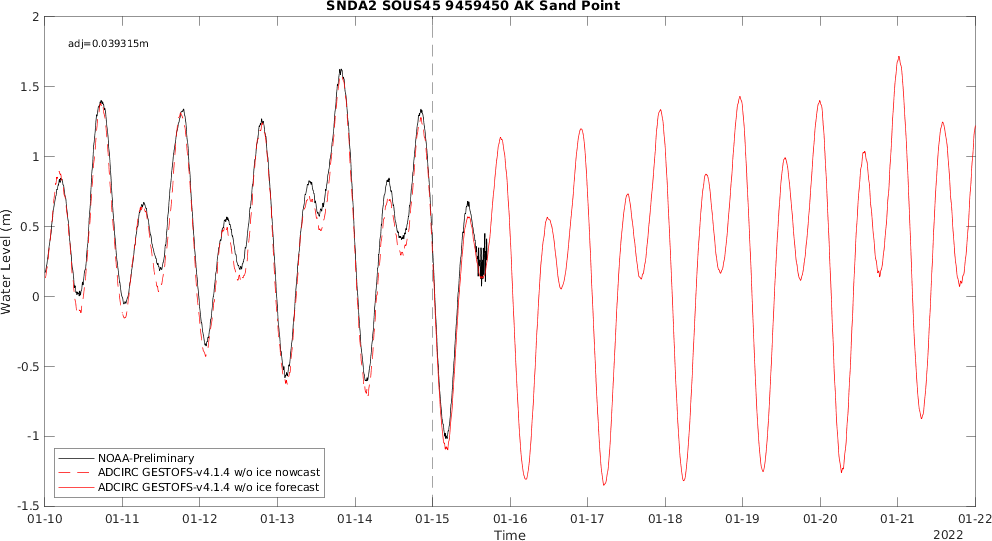 SNDA2 SOUS45 9459450 AK Sand Point
adj=0.039315m
2
1.5
1
0.5
0
-0.5
-1
-1.5
Water Level (m)
NOAA-Preliminary
ADCIRC GESTOFS-v4.1.4 w/o ice nowcast
ADCIRC GESTOFS-v4.1.4 w/o ice forecast
01-10 01-11 01-12 01-13 01-14 01-15 01-16 01-17 01-18 01-19 01-20 01-21 01-22
Time
2022